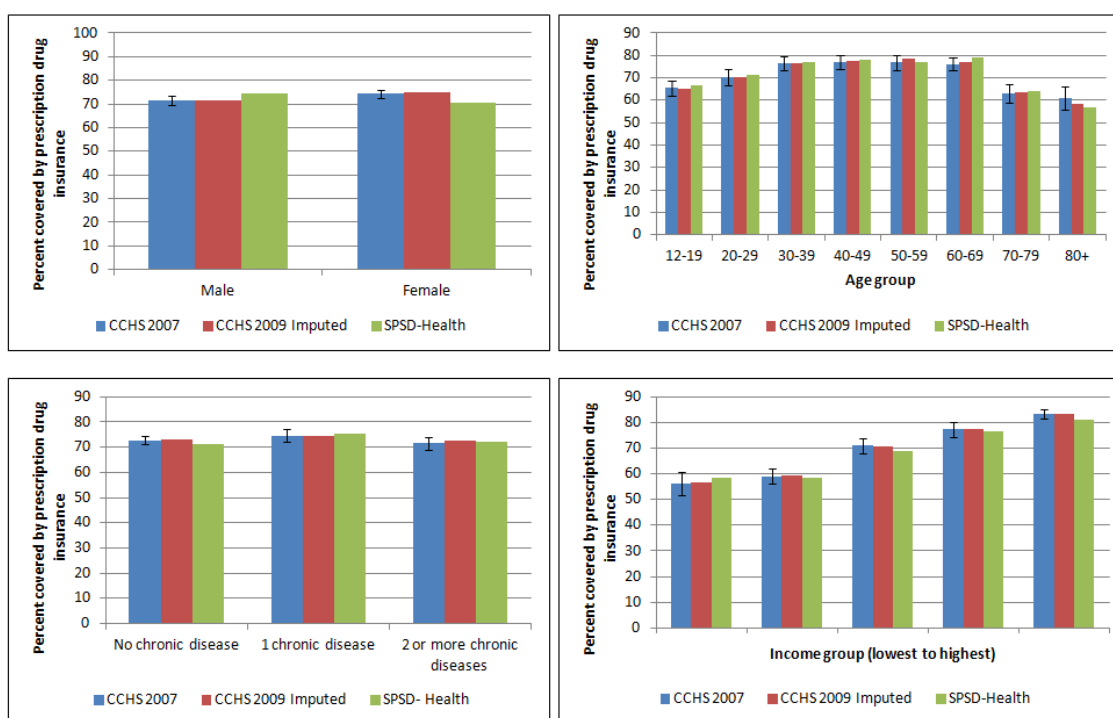 Percent covered by prescription drug
insurance
100
90
80
70
60
50
40
30
20
10
0
Male Female
CCHS 2007 CCHS 2009 Imputed SPSD-Health
Percent covered by prescription drug
insurance
90
80
70
60
50
40
30
20
10
0
12-19 20-29 30-39 40-49 50-59 60-69 70-79 80+
Age group
CCHS 2007 CCHS 2009 Imputed SPSD-Health
Percent covered by prescription drug
insurance
90
80
70
60
50
40
30
20
10
0
No chronic disease 1 chronic disease 2 or more chronic
diseases
CCHS 2007 CCHS 2009 Imputed SPSD- Health
Percent covered by prescription drug
insurance
90
80
70
60
50
40
30
20
10
0
Income group (lowest to highest)
CCHS 2007 CCHS 2009 Imputed SPSD-Health